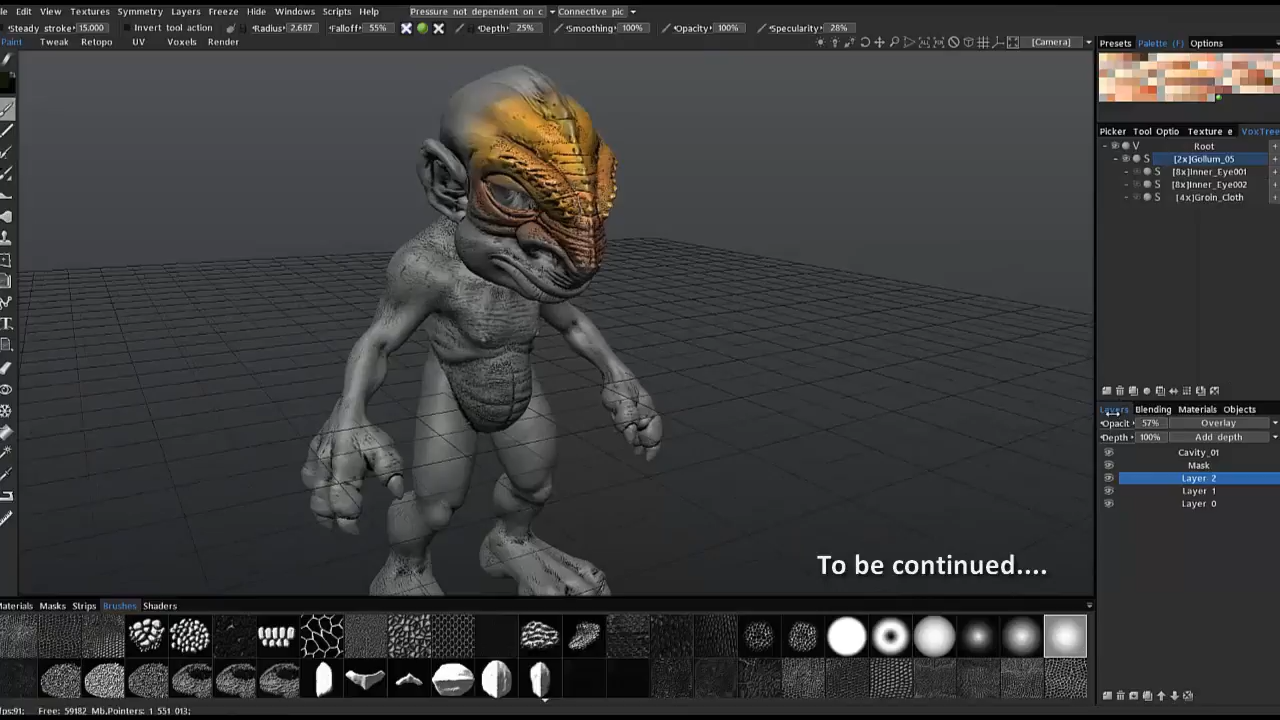 le Edit View Textures Symmetry Layers Freeze Hide Windows Scripts Help Pressure not dependent on c Connective pic
Steady stroke 15.000 Invert tool action Radius 2.687 Falloff 55% Depth 25% Smoothing 100% Opacity 100% Specularity 28%
Paint Tweak Retopo UV Voxels Render [Camera]
Presets Palette (F) Options
Picker Tool Optio Texture e VoxTree
V Root
S [2x]Gollum_05
S [8x]Inner_Eye001
S [8x]Inner_Eye002
S [4x]Groin_Cloth
Layers Blending Materials Objects
Opacit 57% Overlay
Depth 100% Add depth
Cavity_01
Mask
Layer 2
Layer 1
Layer 0
To be continued....
aterials Masks Strips Brushes Shaders
fps:91; Free: 59182 Mb.Pointers: 1 551 013;